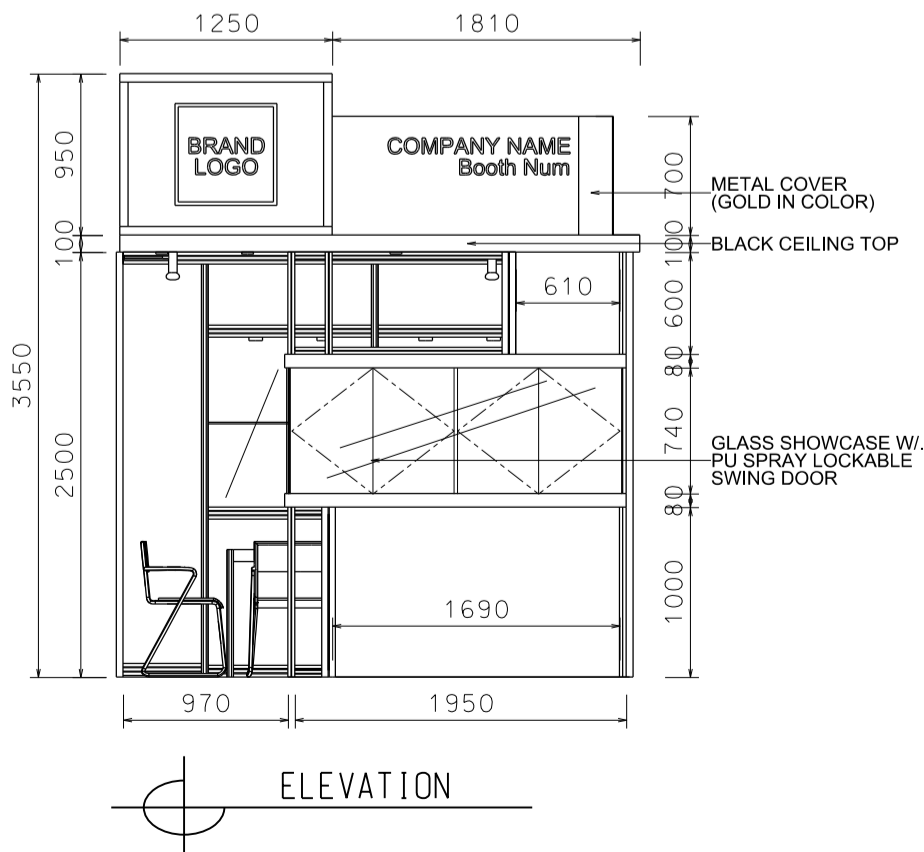 1250
1810
BRAND
LOGO
COMPANY NAME
Booth Num
950
100
3550
2500
700
100
600
80
740
80
1000
METAL COVER
(GOLD IN COLOR)
BLACK CEILING TOP
610
GLASS SHOWCASE W/.
PU SPRAY LOCKABLE
SWING DOOR
1690
970
1950
ELEVATION